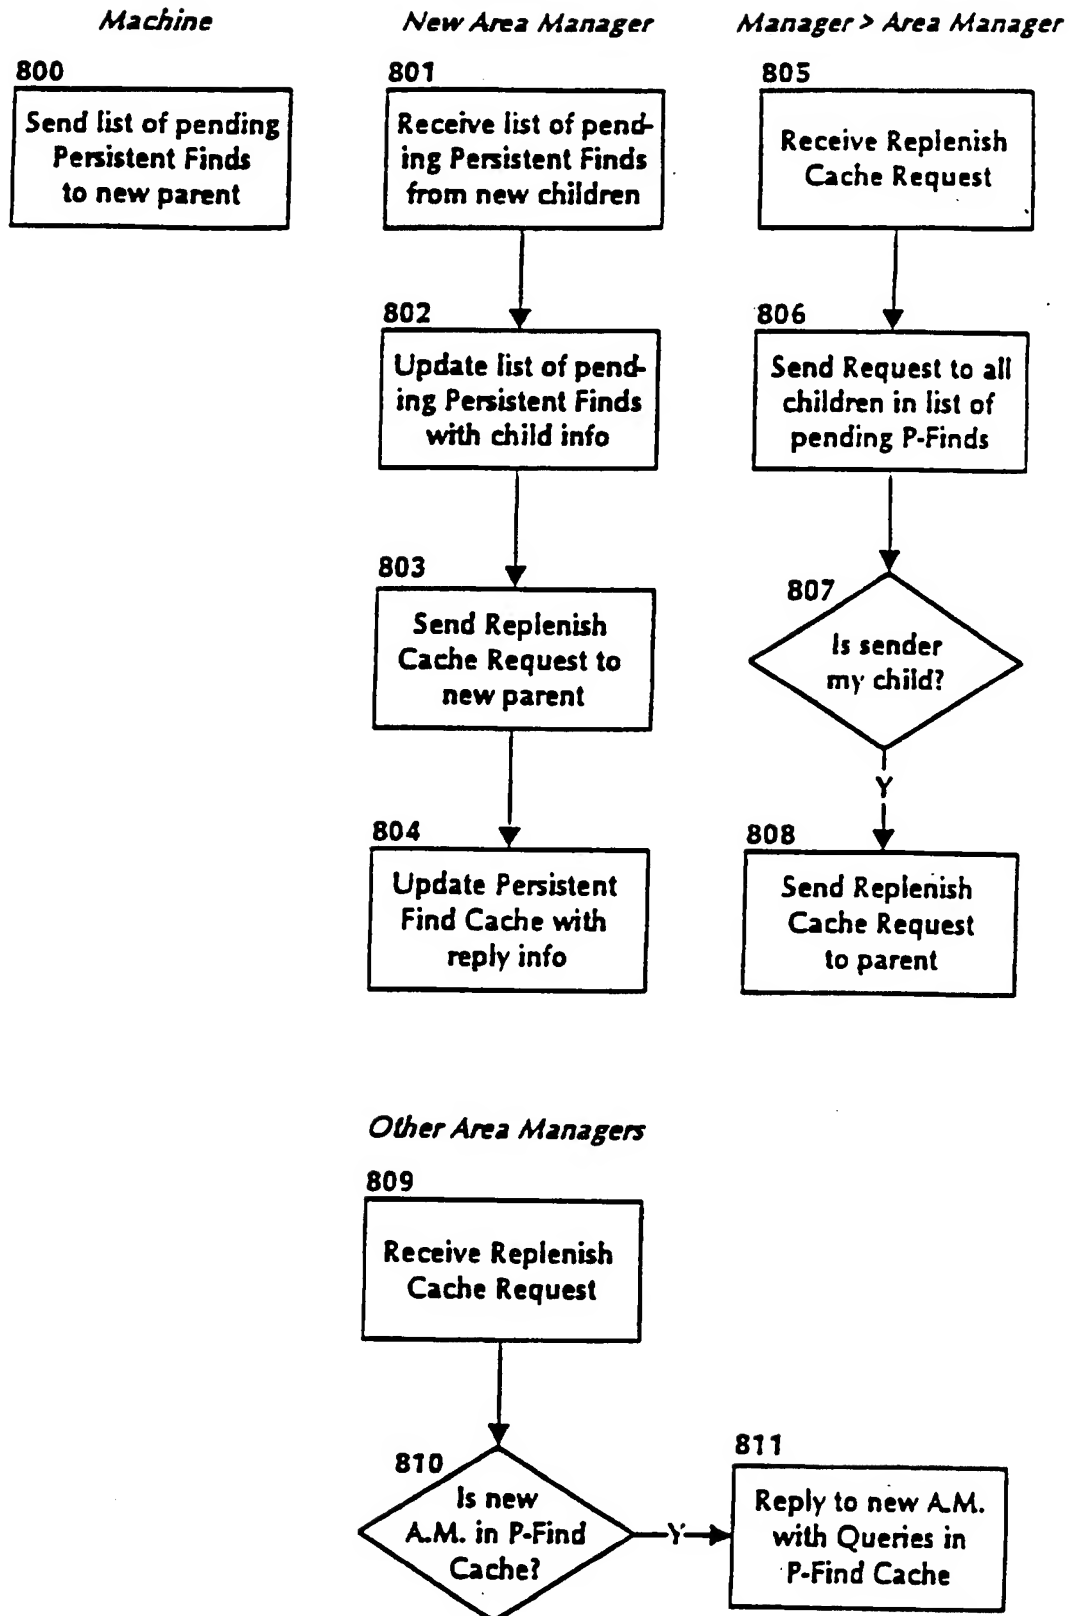 Machine
800
Send list of pending
Persistent Finds
to new parent
New Area Manager
801
Receive list of pend-
ing Persistent Finds
from new children
802
Update list of pend-
ing Persistent Finds
with child info
803
Send Replenish
Cache Request to
new parent
804
Update Persistent
Find Cache with
reply info
Manager > Area Manager
805
Receive Replenish
Cache Request
806
Send Request to all
children in list of
pending P-Finds
807
Is sender
my child?
Y
808
Send Replenish
Cache Request
to parent
Other Area Managers
809
Receive Replenish
Cache Request
810
Is new
A.M. in P-Find
Cache?
Y
811
Reply to new A.M.
with Queries in
P-Find Cache